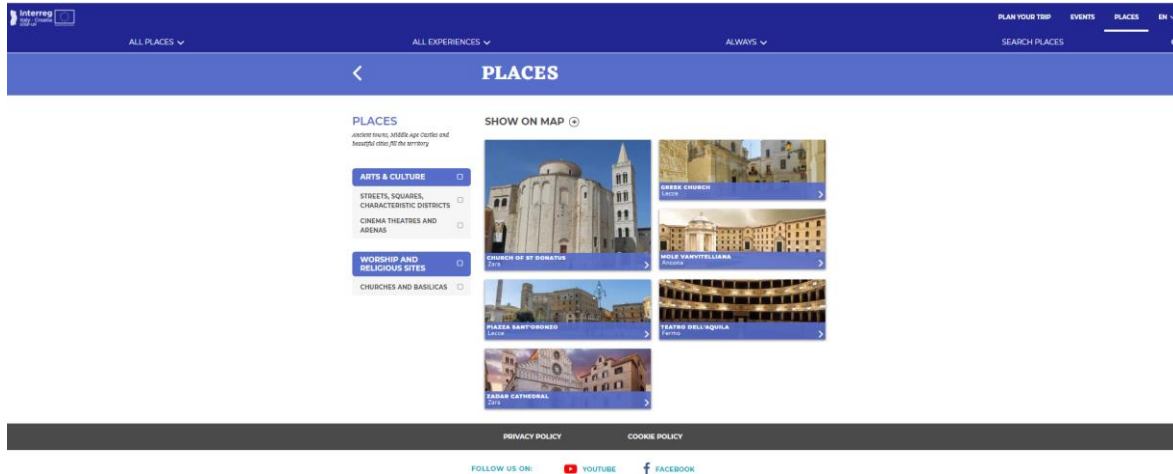 Interreg
Italy - Croatia
PLAN YOUR TRIP
EVENTS
PLACES
EN
ALL PLACES
ALL EXPERIENCES
ALWAYS
SEARCH PLACES
PLACES
PLACES
Ancient towns, Middle Age Castles and
beautiful cities fill the territory
ARTS & CULTURE
STREETS, SQUARES,
CHARACTERISTIC DISTRICTS
CINEMA THEATRES AND
ARENAS
WORSHIP AND
RELIGIOUS SITES
CHURCHES AND BASILICAS
SHOW ON MAP
CHURCH OF ST DONATUS
Zara
GREEK CHURCH
Lecce
MOLE VANVITELLIANA
Ancona
PIAZZA SANT'ORONZO
Lecce
TEATRO DELL'AQUILA
Fermo
ZADAR CATHEDRAL
Zara
PRIVACY POLICY
COOKIE POLICY
FOLLOW US ON:
YOUTUBE
FACEBOOK